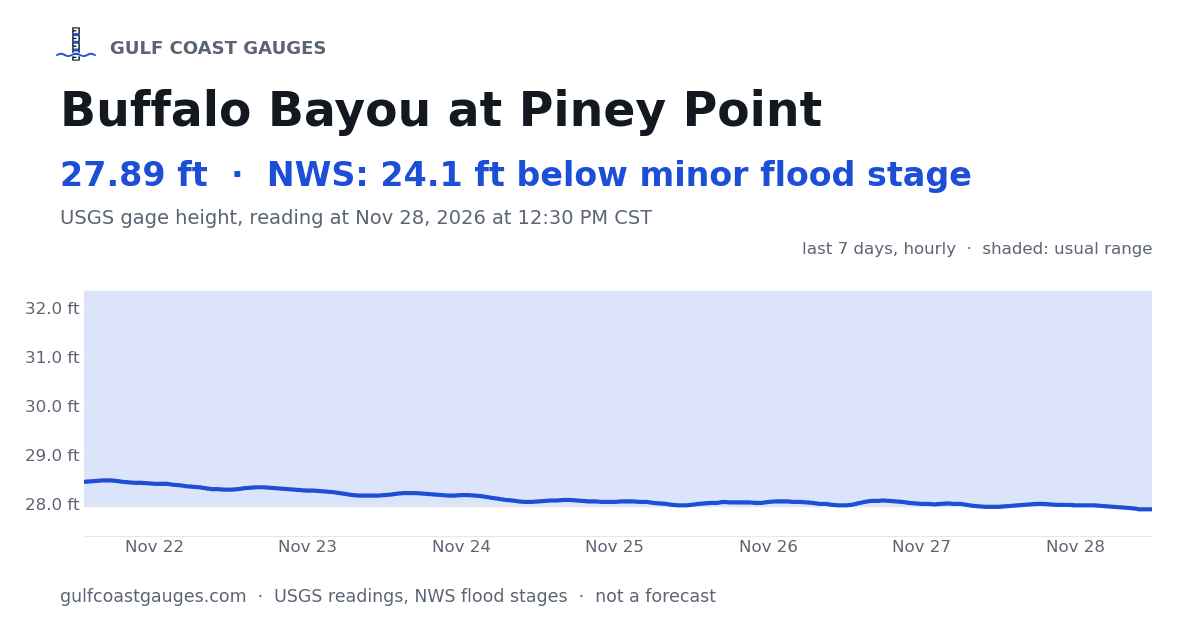 GULF COAST GAUGES
Buffalo Bayou at Piney Point
27.89 ft · NWS: 24.1 ft below minor flood stage
USGS gage height, reading at Nov 28, 2026 at 12:30 PM CST
last 7 days, hourly · shaded: usual range
32.0 ft
31.0 ft
30.0 ft
29.0 ft
28.0 ft
Nov 22 Nov 23 Nov 24 Nov 25 Nov 26 Nov 27 Nov 28
gulfcoastgauges.com · USGS readings, NWS flood stages · not a forecast